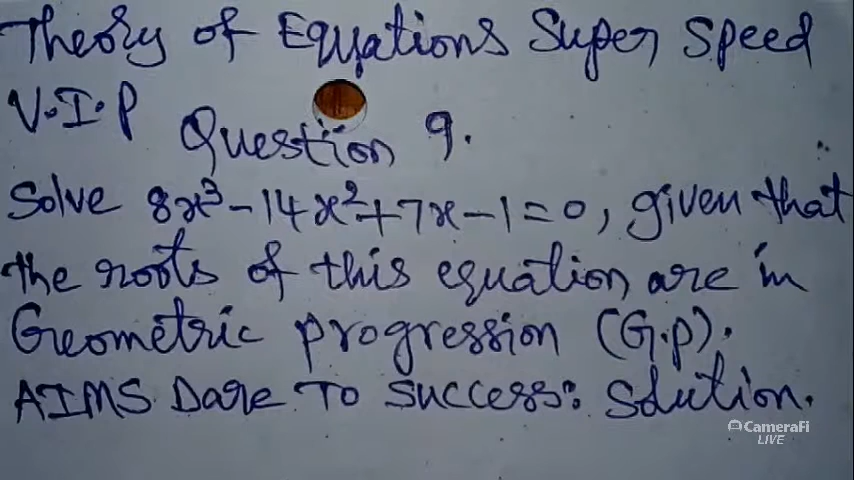 Theory of Equations Super Speed
V.I.P Question 9.
Solve 8x³-14x²+7x-1=0, given that
the roots of this equation are in
Geometric progression (G.p).
AIMS Dare To success: Solution.
CameraFi
LIVE